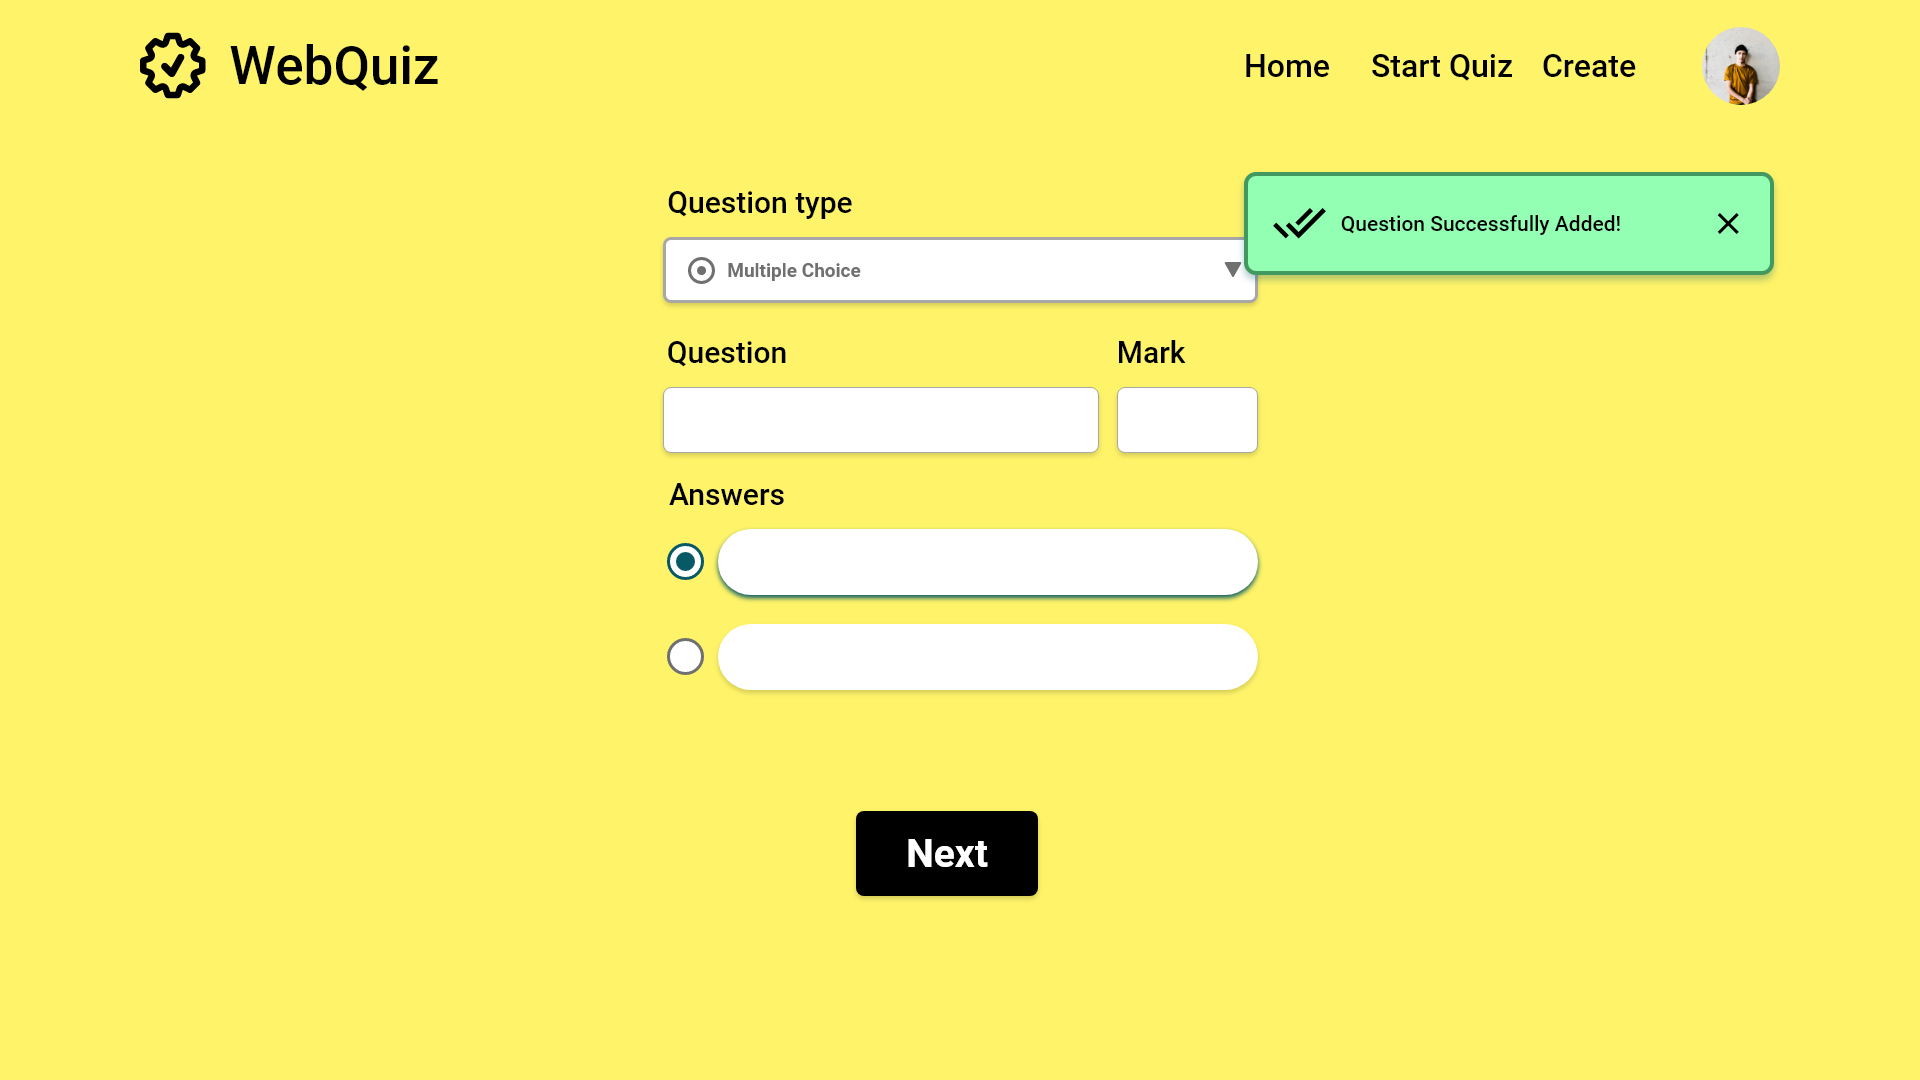 WebQuiz
Home Start Quiz Create
Question type
Question Successfully Added!
Multiple Choice
Question Mark
Answers
Next